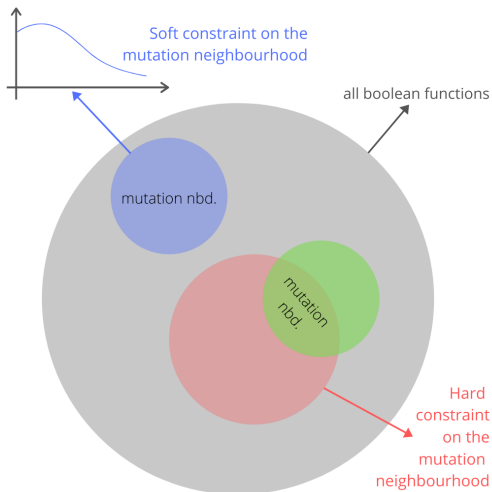 Soft constraint on the
mutation neighbourhood
all boolean functions
mutation nbd.
mutation
nbd.
Hard
constraint
on the
mutation
neighbourhood